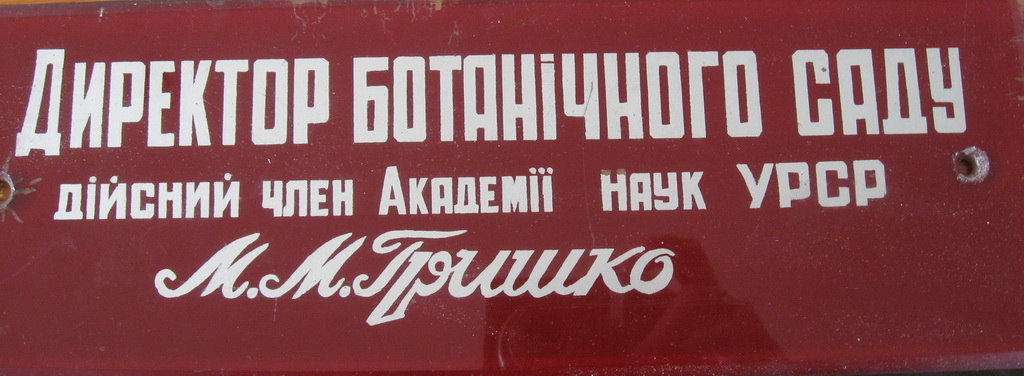 Директор ботанічного саду
дійсний член Академії наук УРСР
М.М.Гришко